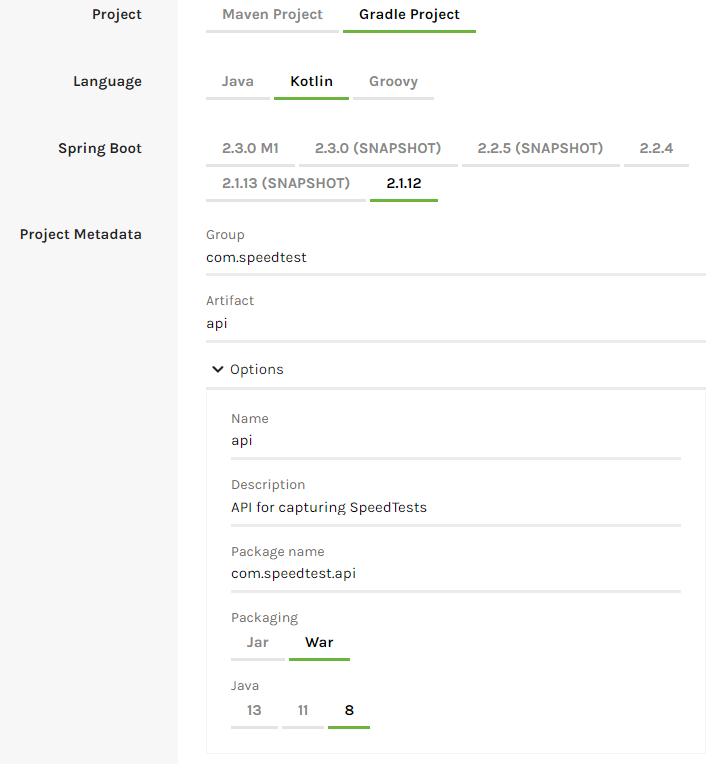 Project Maven Project Gradle Project
Language Java Kotlin Groovy
Spring Boot 2.3.0 M1 2.3.0 (SNAPSHOT) 2.2.5 (SNAPSHOT) 2.2.4
2.1.13 (SNAPSHOT) 2.1.12
Project Metadata Group
com.speedtest
Artifact
api
Options
Name
api
Description
API for capturing SpeedTests
Package name
com.speedtest.api
Packaging
Jar War
Java
13 11 8